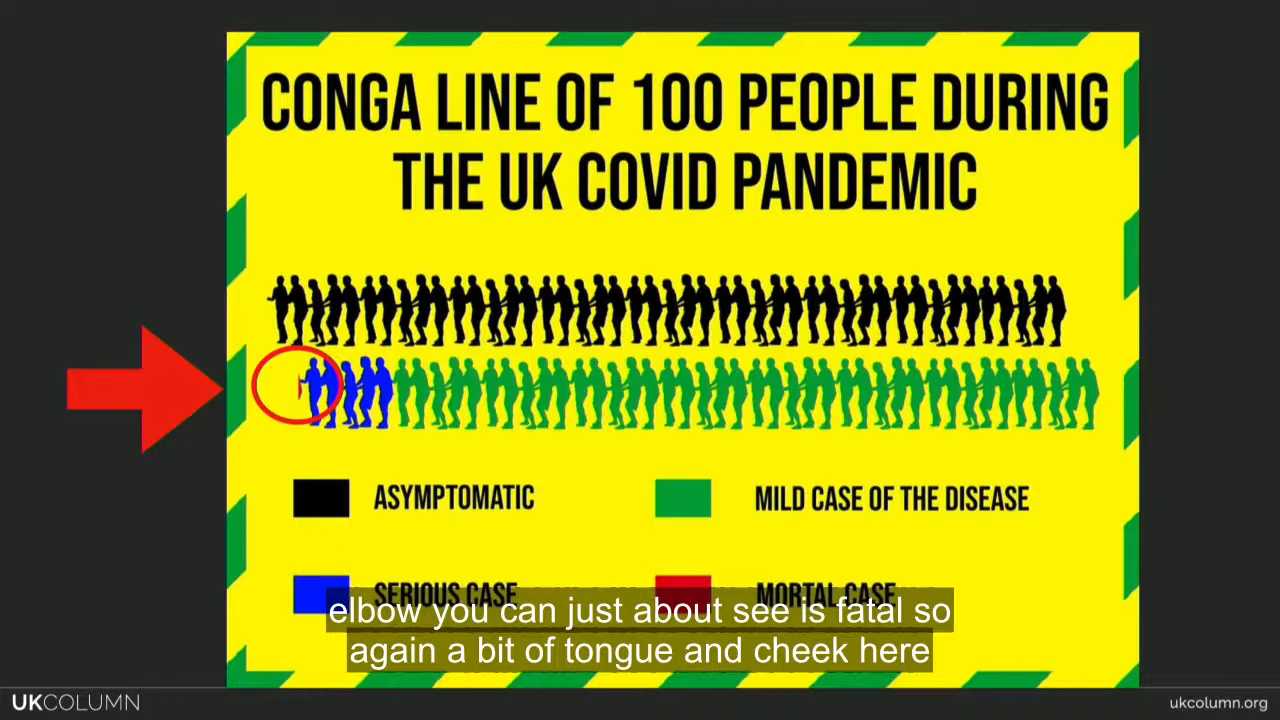 CONGA LINE OF 100 PEOPLE DURING
THE UK COVID PANDEMIC
ASYMPTOMATIC
MILD CASE OF THE DISEASE
SERIOUS CASE
MORTAL CASE
elbow you can just about see is fatal so
again a bit of tongue and cheek here
UKCOLUMN
ukcolumn.org